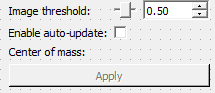 Image threshold: 0.50
Enable auto-update:
Center of mass:
Apply